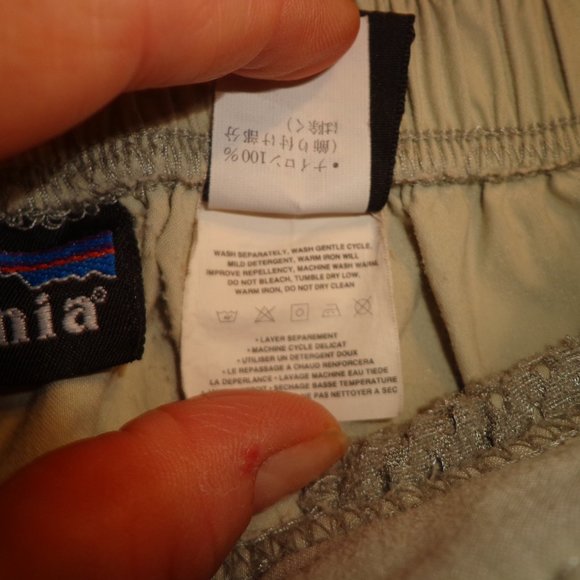 • ナイロン100%
(飾り付け部分
は除く)
nia®
WASH SEPARATELY, WASH GENTLE CYCLE,
MILD DETERGENT, WARM IRON WILL
IMPROVE REPELLENCY, MACHINE WASH WARM,
DO NOT BLEACH, TUMBLE DRY LOW,
WARM IRON, DO NOT DRY CLEAN
• LAVER SEPAREMENT
• MACHINE CYCLE DELICAT
• UTILISER UN DETERGENT DOUX
• LE REPASSAGE A CHAUD RENFORCERA
LA DEPERLANCE • LAVAGE MACHINE EAU TIEDE
SECHAGE BASSE TEMPERATURE
NE PAS NETTOYER A SEC